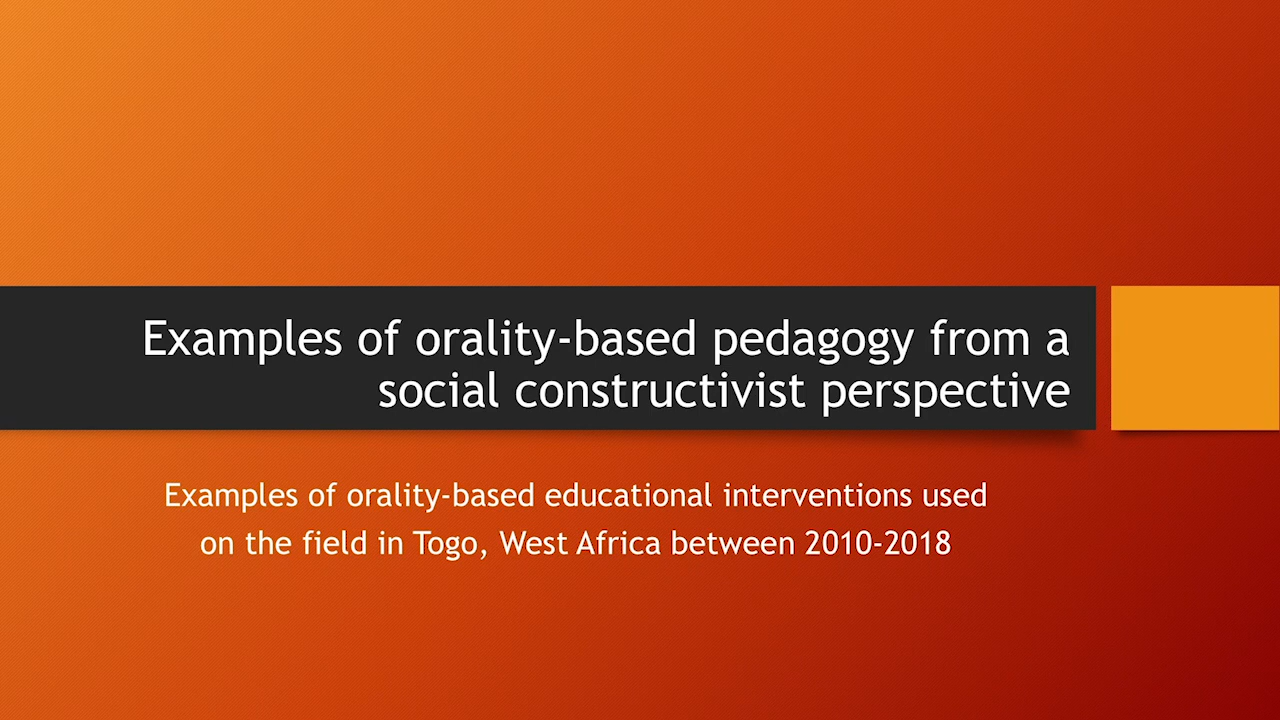 Examples of orality-based pedagogy from a
social constructivist perspective
Examples of orality-based educational interventions used
on the field in Togo, West Africa between 2010-2018